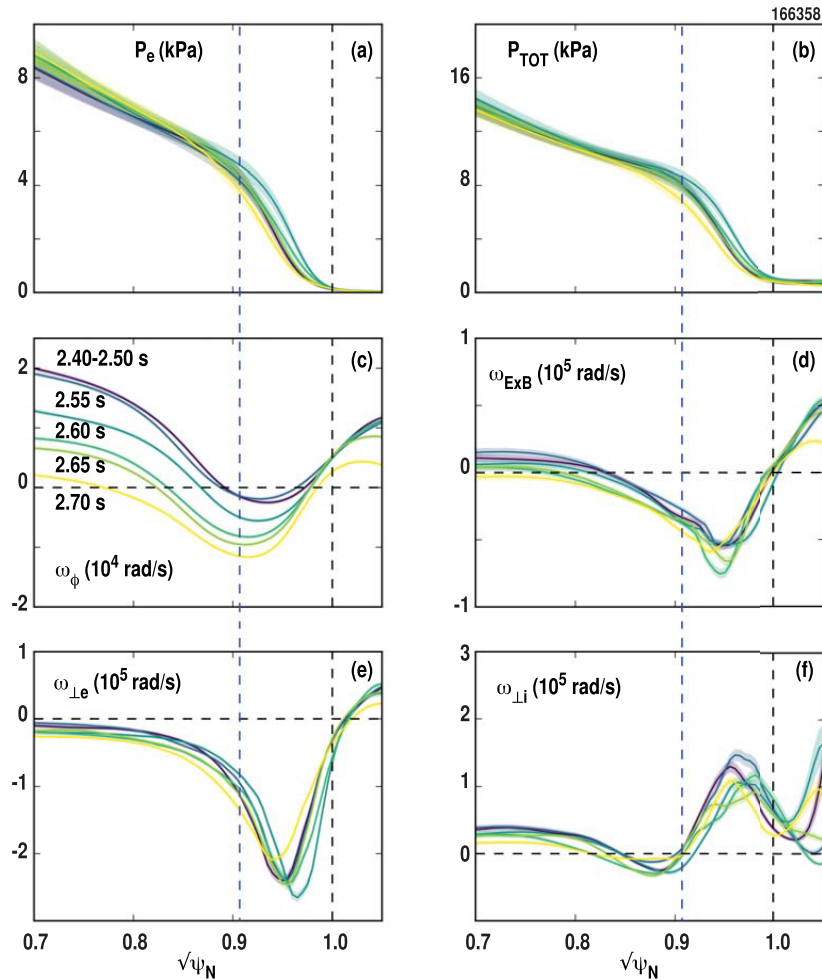 166358
P_e (kPa)
(a)
8
4
0
P_TOT (kPa)
(b)
16
8
0
2.40-2.50 s
(c)
2.55 s
2.60 s
2.65 s
2.70 s
ω_ϕ (10^4 rad/s)
2
0
-2
ω_ExB (10^5 rad/s)
(d)
1
0
-1
ω_⊥e (10^5 rad/s)
(e)
1
0
-1
-2
0.7 0.8 0.9 1.0
√ψ_N
ω_⊥i (10^5 rad/s)
(f)
3
2
1
0
0.7 0.8 0.9 1.0
√ψ_N